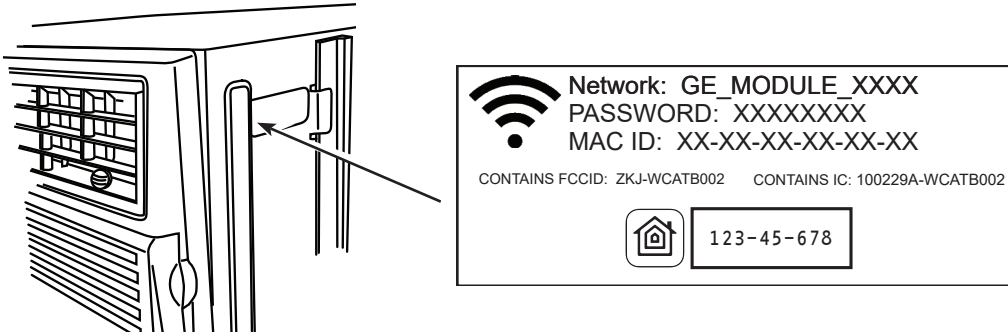 Network: GE_MODULE_XXXX
PASSWORD: XXXXXXXX
MAC ID: XX-XX-XX-XX-XX-XX
CONTAINS FCCID: ZKJ-WCATB002 CONTAINS IC: 100229A-WCATB002
123-45-678